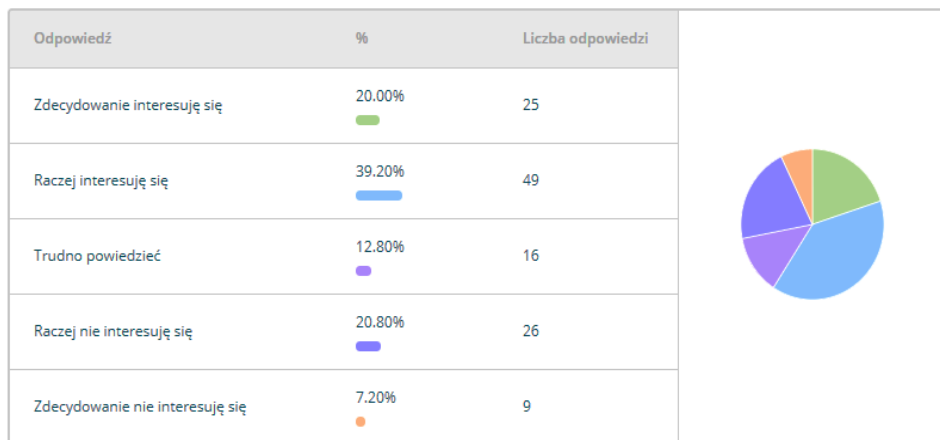 Odpowiedź % Liczba odpowiedzi
Zdecydowanie interesuję się 20.00% 25
Raczej interesuję się 39.20% 49
Trudno powiedzieć 12.80% 16
Raczej nie interesuję się 20.80% 26
Zdecydowanie nie interesuję się 7.20% 9